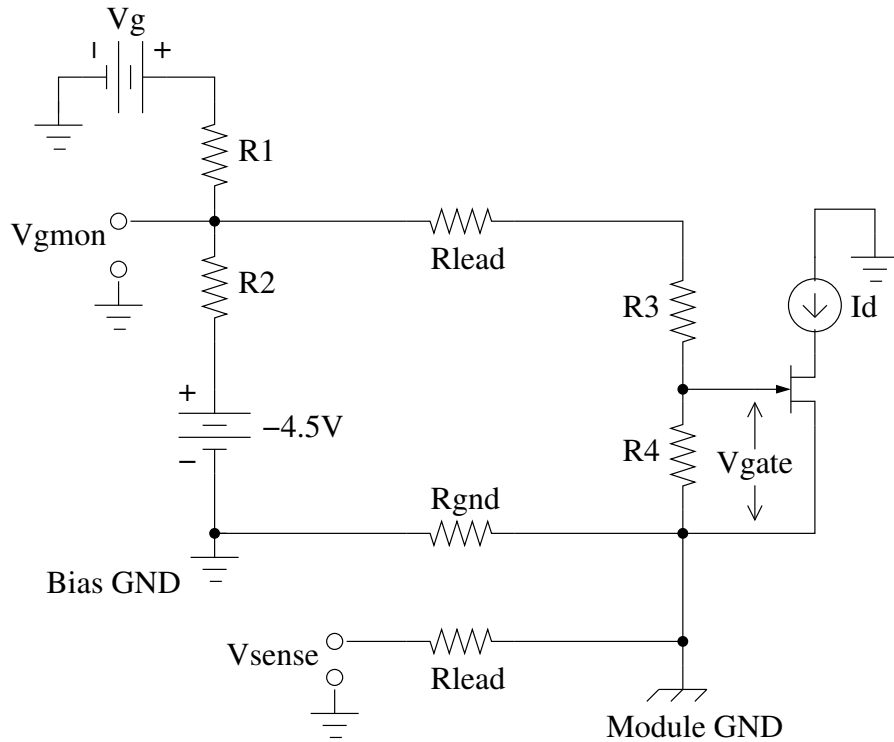 Vg
− +
R1
Vgmon
Rlead
R2
R3
Id
+
−4.5V
−
R4
Vgate
Rgnd
Bias GND
Vsense
Rlead
Module GND